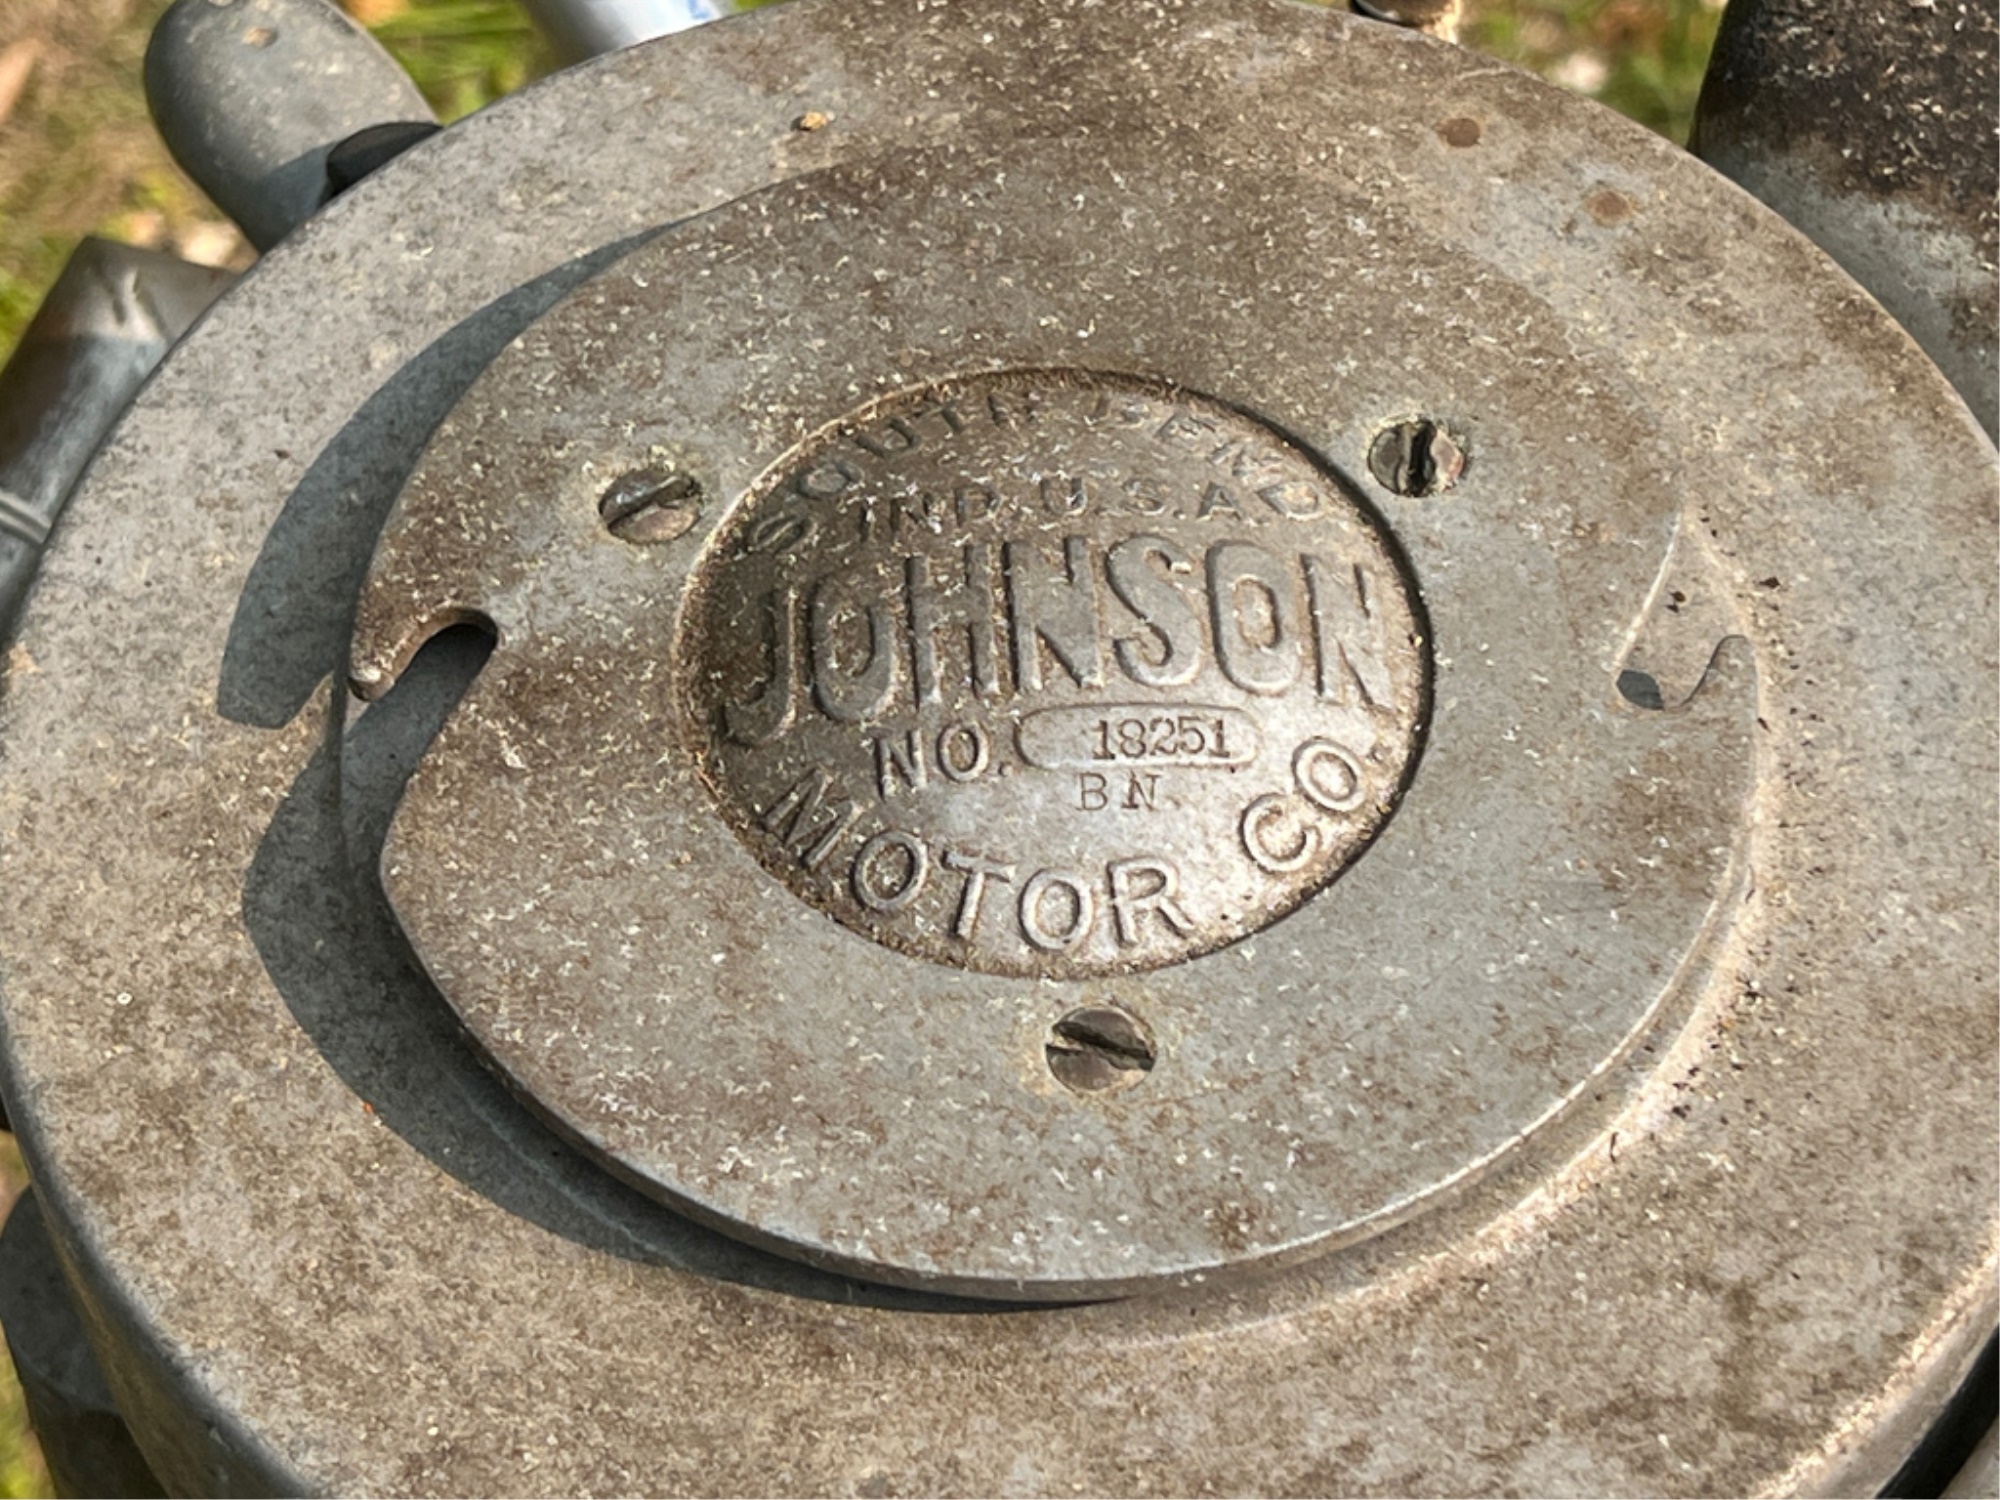 SOUTH BEND
IND. U.S.A.
JOHNSON
NO. 18251
BN
MOTOR CO.